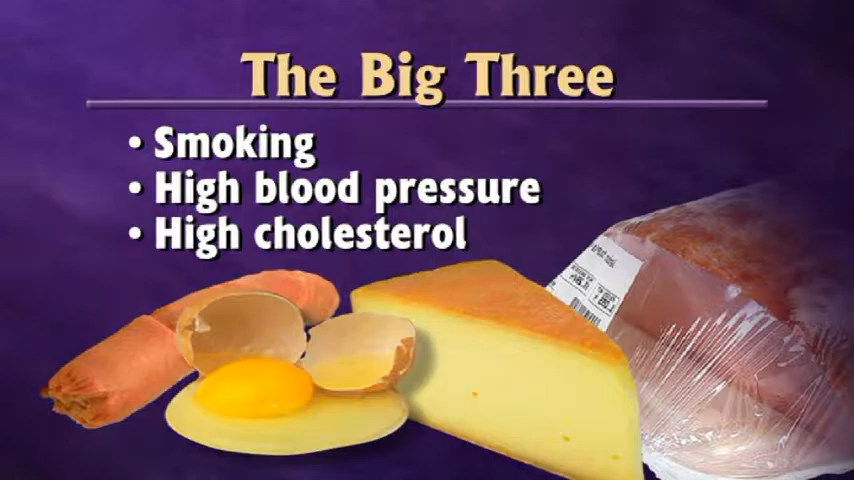 The Big Three
• Smoking
• High blood pressure
• High cholesterol